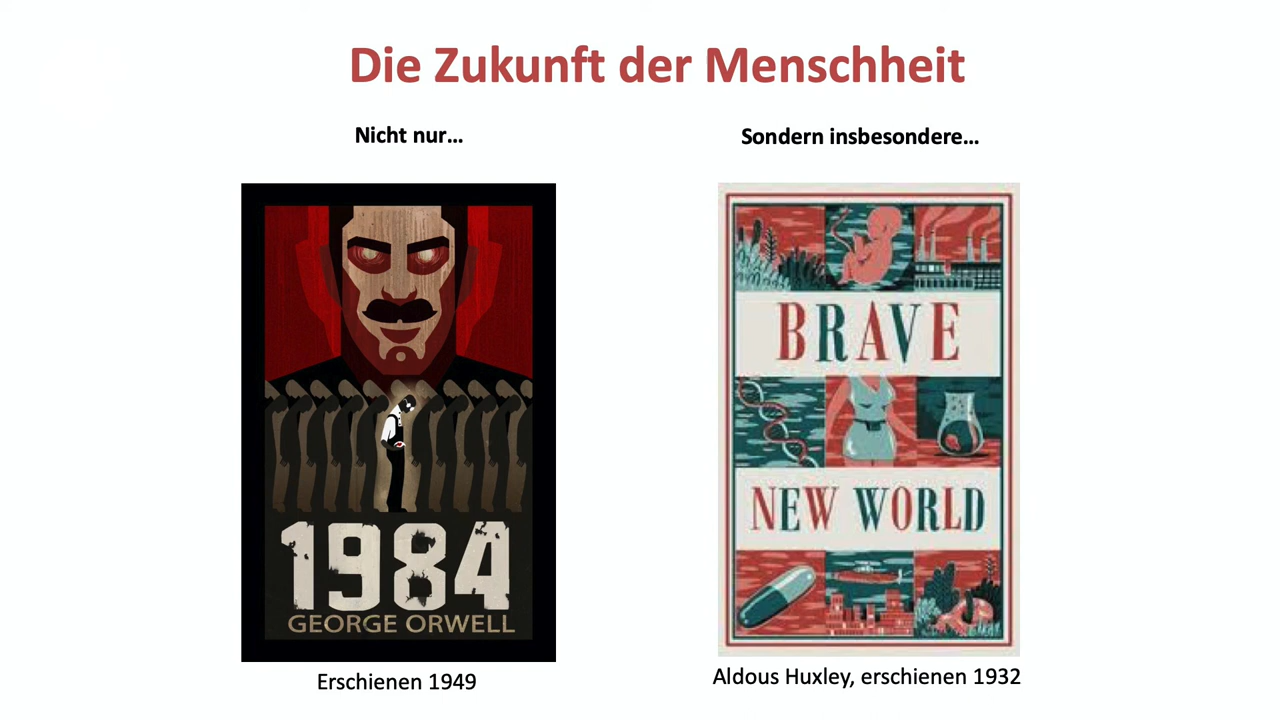 Die Zukunft der Menschheit
Nicht nur...
Sondern insbesondere...
1984
GEORGE ORWELL
BRAVE
NEW WORLD
Erschienen 1949
Aldous Huxley, erschienen 1932